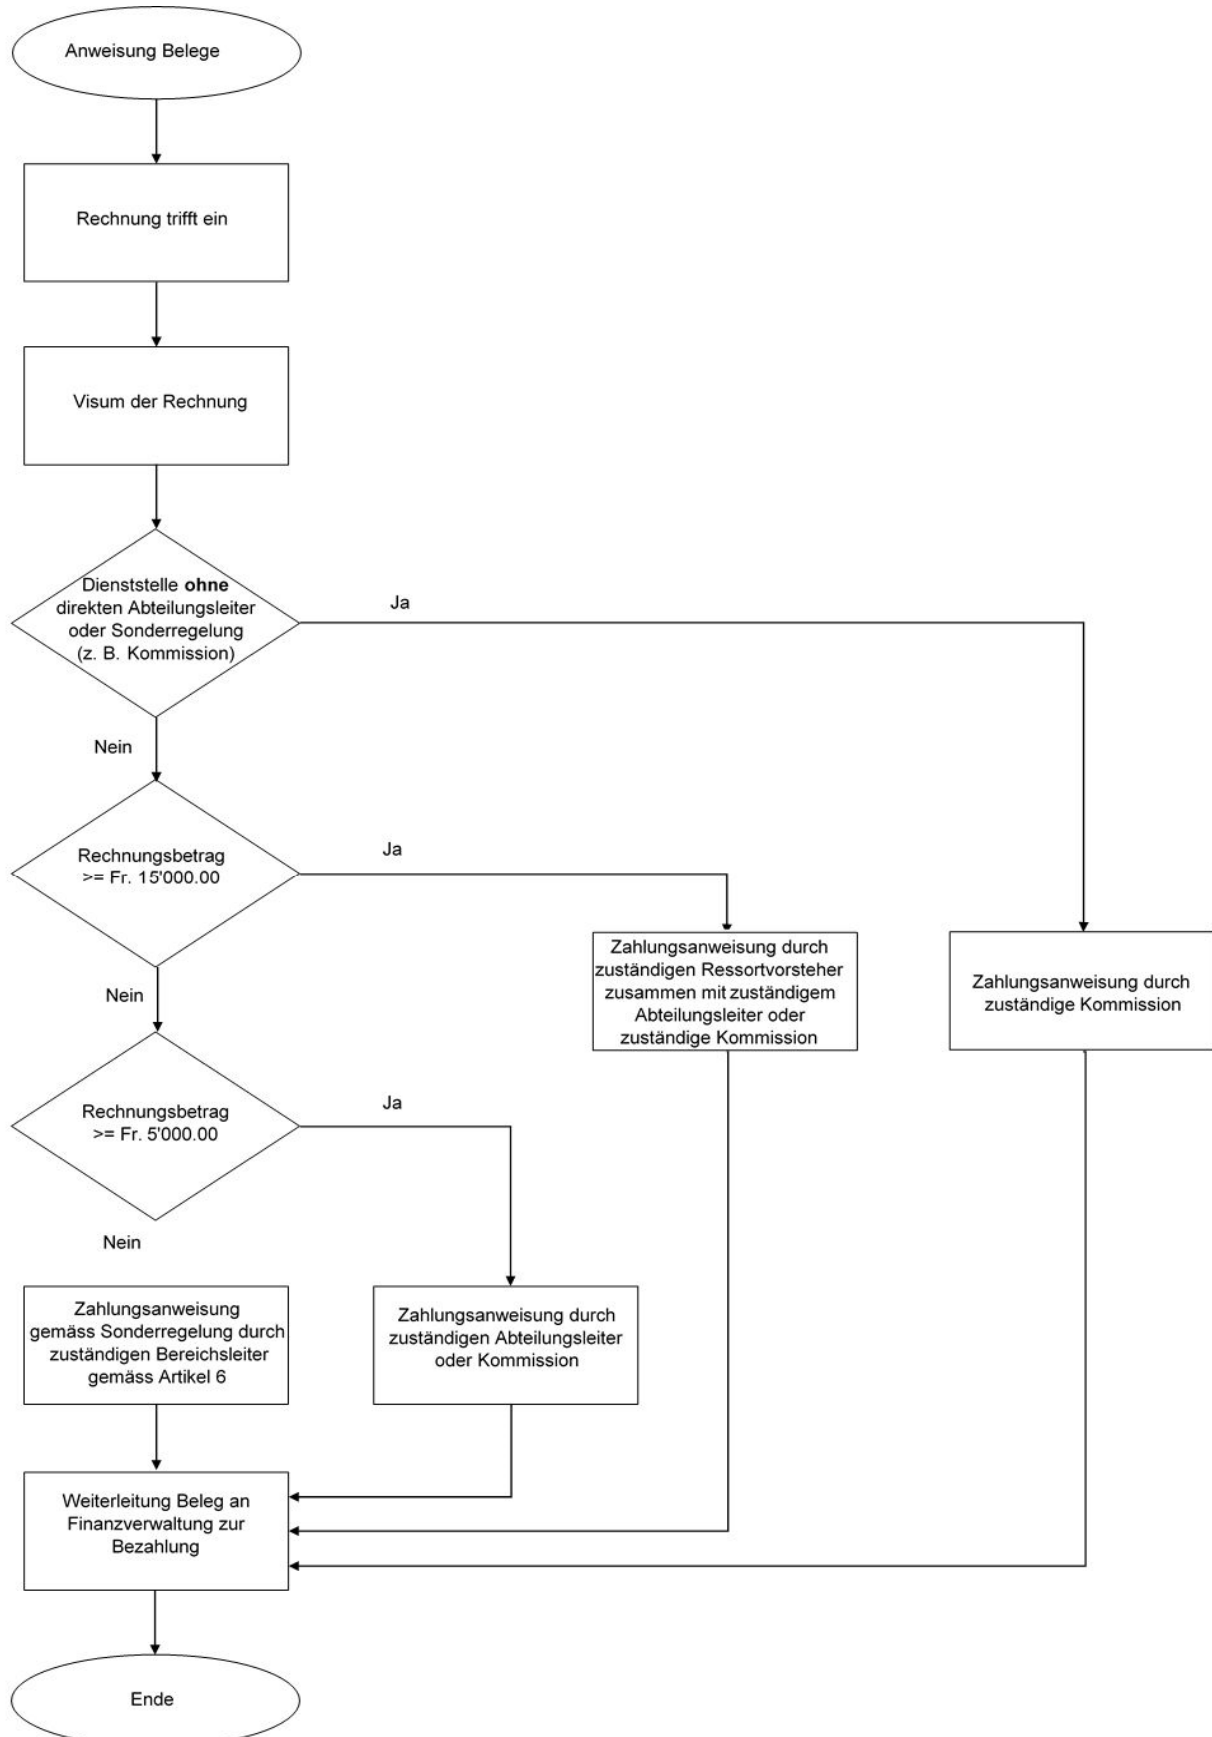 Anweisung Belege
Rechnung trifft ein
Visum der Rechnung
Dienststelle ohne
direkten Abteilungsleiter
oder Sonderregelung
(z. B. Kommission)
Ja
Nein
Rechnungsbetrag
>= Fr. 15'000.00
Ja
Nein
Zahlungsanweisung durch
zuständigen Ressortvorsteher
zusammen mit zuständigem
Abteilungsleiter oder
zuständige Kommission
Zahlungsanweisung durch
zuständige Kommission
Rechnungsbetrag
>= Fr. 5'000.00
Ja
Nein
Zahlungsanweisung
gemäss Sonderregelung durch
zuständigen Bereichsleiter
gemäss Artikel 6
Zahlungsanweisung durch
zuständigen Abteilungsleiter
oder Kommission
Weiterleitung Beleg an
Finanzverwaltung zur
Bezahlung
Ende